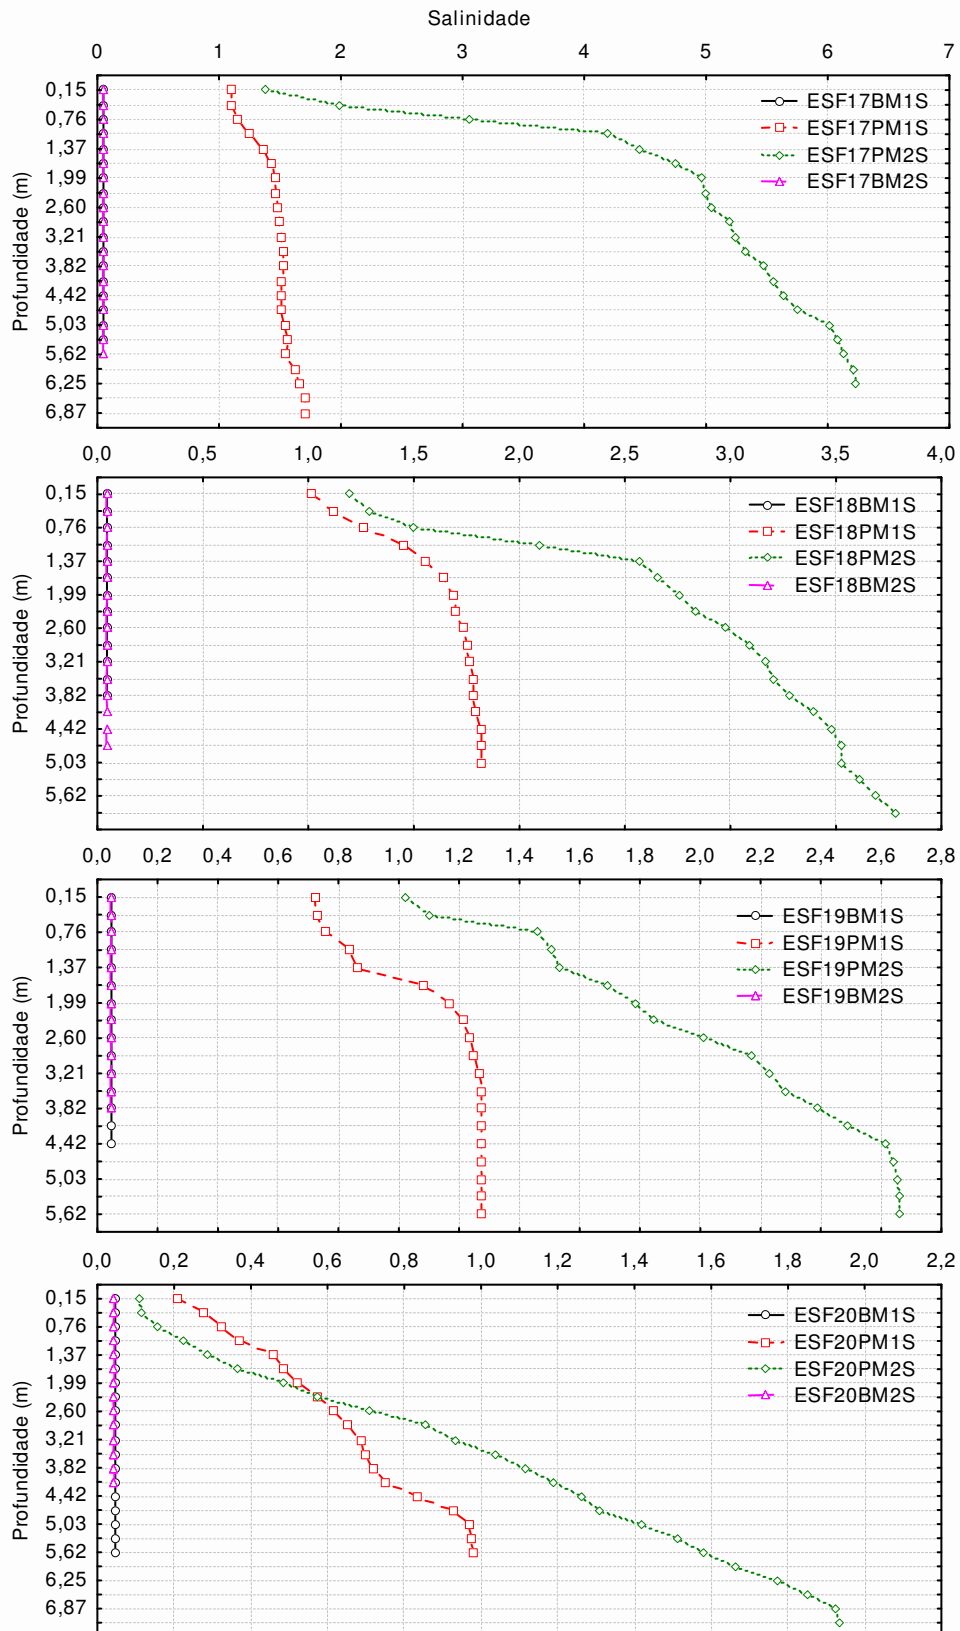 Salinidade
0 1 2 3 4 5 6 7
0,15
0,76
1,37
1,99
2,60
3,21
3,82
4,42
5,03
5,62
6,25
6,87
Profundidade (m)
ESF17BM1S
ESF17PM1S
ESF17PM2S
ESF17BM2S
0,0 0,5 1,0 1,5 2,0 2,5 3,0 3,5 4,0
0,15
0,76
1,37
1,99
2,60
3,21
3,82
4,42
5,03
5,62
Profundidade (m)
ESF18BM1S
ESF18PM1S
ESF18PM2S
ESF18BM2S
0,0 0,2 0,4 0,6 0,8 1,0 1,2 1,4 1,6 1,8 2,0 2,2 2,4 2,6 2,8
0,15
0,76
1,37
1,99
2,60
3,21
3,82
4,42
5,03
5,62
Profundidade (m)
ESF19BM1S
ESF19PM1S
ESF19PM2S
ESF19BM2S
0,0 0,2 0,4 0,6 0,8 1,0 1,2 1,4 1,6 1,8 2,0 2,2
0,15
0,76
1,37
1,99
2,60
3,21
3,82
4,42
5,03
5,62
6,25
6,87
Profundidade (m)
ESF20BM1S
ESF20PM1S
ESF20PM2S
ESF20BM2S